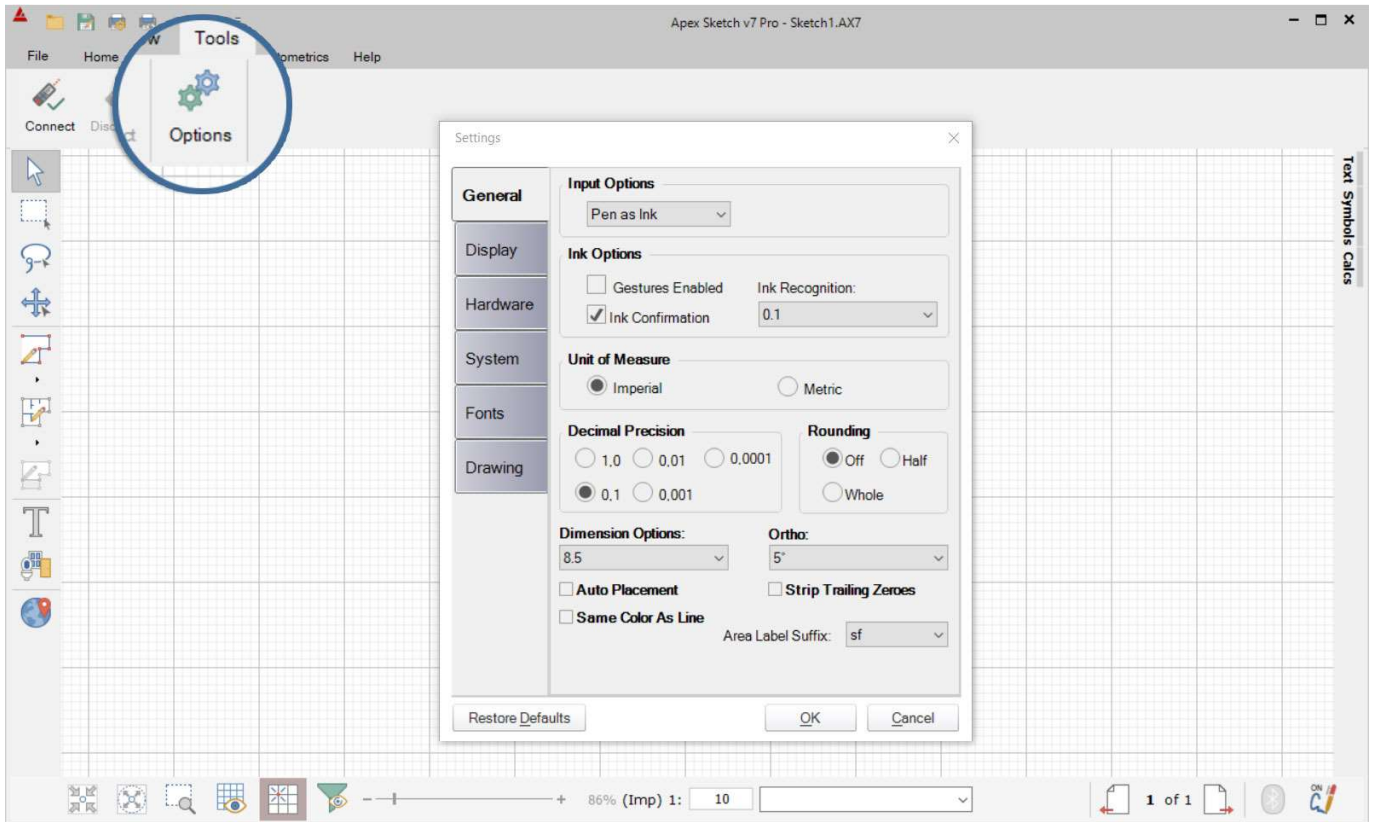 Apex Sketch v7 Pro - Sketch1.AX7
File Home Tools Help
Connect
Options
Settings
General
Display
Hardware
System
Fonts
Drawing
Input Options
Pen as Ink
Ink Options
Gestures Enabled Ink Recognition:
Ink Confirmation 0.1
Unit of Measure
Imperial Metric
Decimal Precision Rounding
1.0 0.01 0.0001 Off Half
0.1 0.001 Whole
Dimension Options: Ortho:
8.5 5°
Auto Placement Strip Trailing Zeroes
Same Color As Line
Area Label Suffix: sf
Restore Defaults OK Cancel
Text Symbols Calcs
86% (Imp) 1: 10
1 of 1
ON